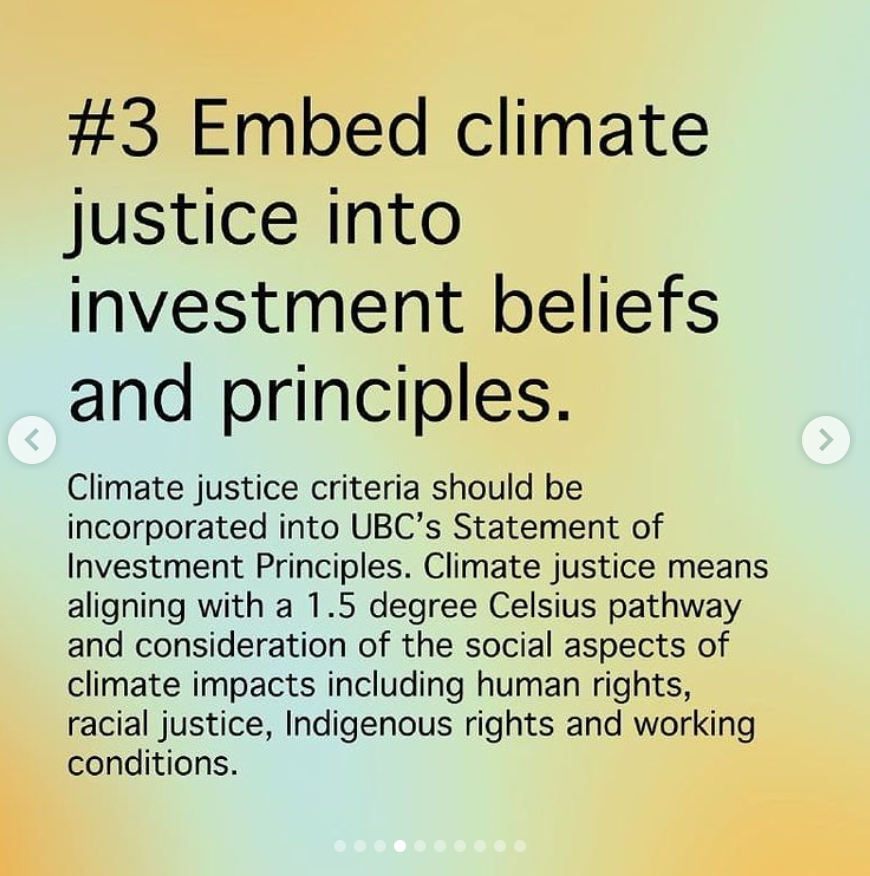 #3 Embed climate
justice into
investment beliefs
and principles.
Climate justice criteria should be
incorporated into UBC’s Statement of
Investment Principles. Climate justice means
aligning with a 1.5 degree Celsius pathway
and consideration of the social aspects of
climate impacts including human rights,
racial justice, Indigenous rights and working
conditions.